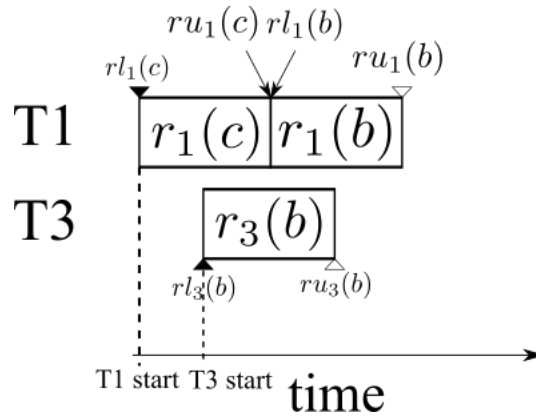 ru₁(c) rl₁(b)
rl₁(c) ru₁(b)
T1 r₁(c) r₁(b)
T3 r₃(b)
rl₃(b) ru₃(b)
T1 start T3 start time